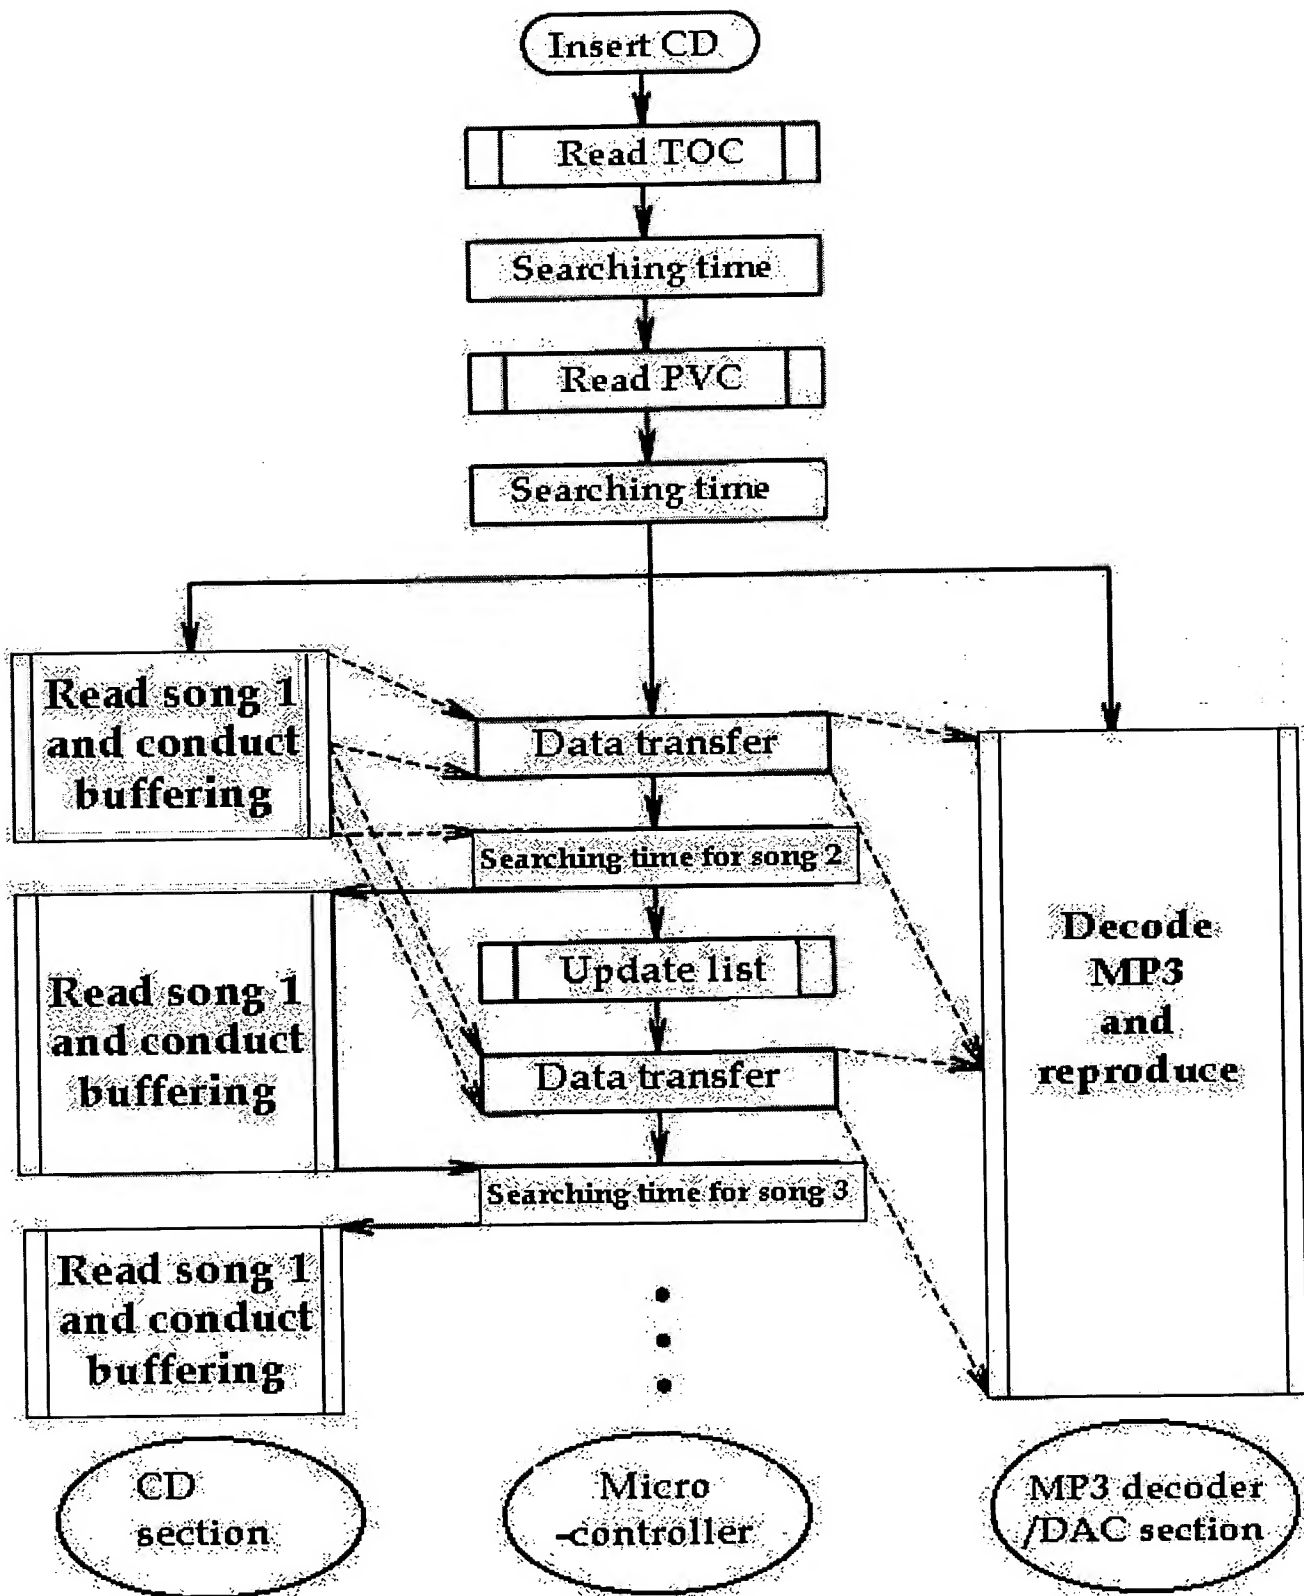 Insert CD
Read TOC
Searching time
Read PVC
Searching time
Read song 1
and conduct
buffering
Data transfer
Searching time for song 2
Read song 1
and conduct
buffering
Update list
Data transfer
Searching time for song 3
Decode
MP3
and
reproduce
Read song 1
and conduct
buffering
CD
section
Micro
-controller
MP3 decoder
/DAC section